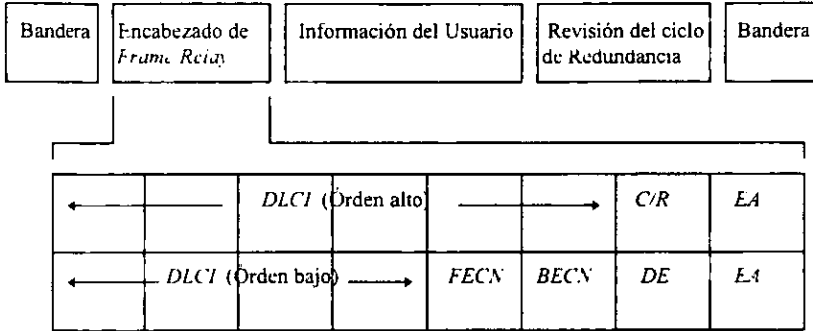 Bandera
Encabezado de
Frame Relay
Información del Usuario
Revisión del ciclo
de Redundancia
Bandera
DLCI (Órden alto)
C/R
EA
DLCI (Órden bajo)
FECN
BECN
DE
EA